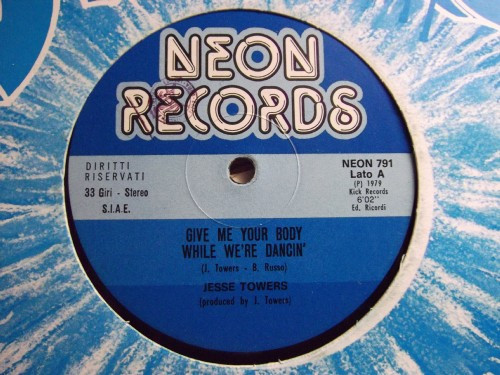 NEON
RECORDS
DIRITTI
RISERVATI
33 Giri - Stereo
S.I.A.E.
NEON 791
Lato A
(P) 1979
Kick Records
6'02"
Ed. Ricordi
GIVE ME YOUR BODY
WHILE WE'RE DANCIN'
(J. Towers - B. Russo)
JESSE TOWERS
(produced by J. Towers)